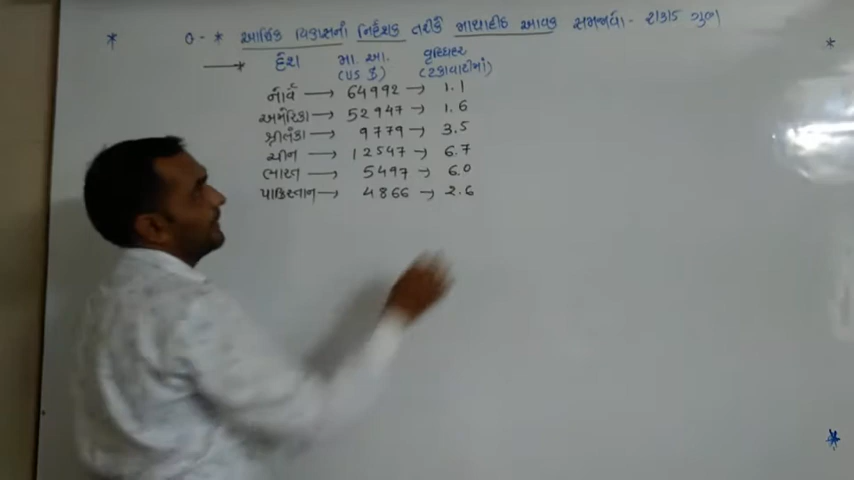 * 0-* આર્થિક વિકાસનાં નિર્દેશક તરીકે માથાદીઠ આવક સમજાવો - ટાકાડ ગુણ *
દેશ મા. આ. (US $) વૃધ્ધિદર (ટકાવારીમાં)
નોર્વે → 64992 → 1.1
અમેરિકા → 52947 → 1.6
શ્રીલંકા → 9779 → 3.5
ચીન → 12547 → 6.7
ભારત → 5497 → 6.0
પાકિસ્તાન → 4866 → 2.6